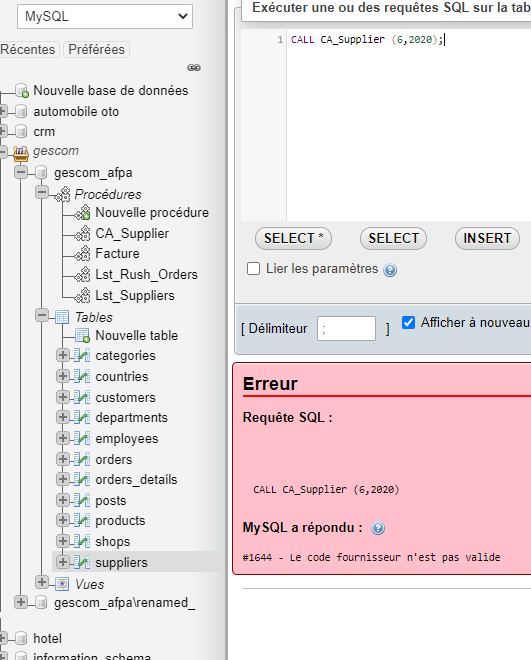 MySQL
Récentes
Préférées
Nouvelle base de données
automobile oto
crm
gescom
gescom_afpa
Procédures
Nouvelle procédure
CA_Supplier
Facture
Lst_Rush_Orders
Lst_Suppliers
Tables
Nouvelle table
categories
countries
customers
departments
employees
orders
orders_details
posts
products
shops
suppliers
Vues
gescom_afpa\renamed_
hotel
information_schema
Exécuter une ou des requêtes SQL sur la tab
1 CALL CA_Supplier (6,2020);
SELECT *
SELECT
INSERT
Lier les paramètres
[ Délimiteur ; ] Afficher à nouveau
Erreur
Requête SQL :
CALL CA_Supplier (6,2020)
MySQL a répondu :
#1644 - Le code fournisseur n'est pas valide